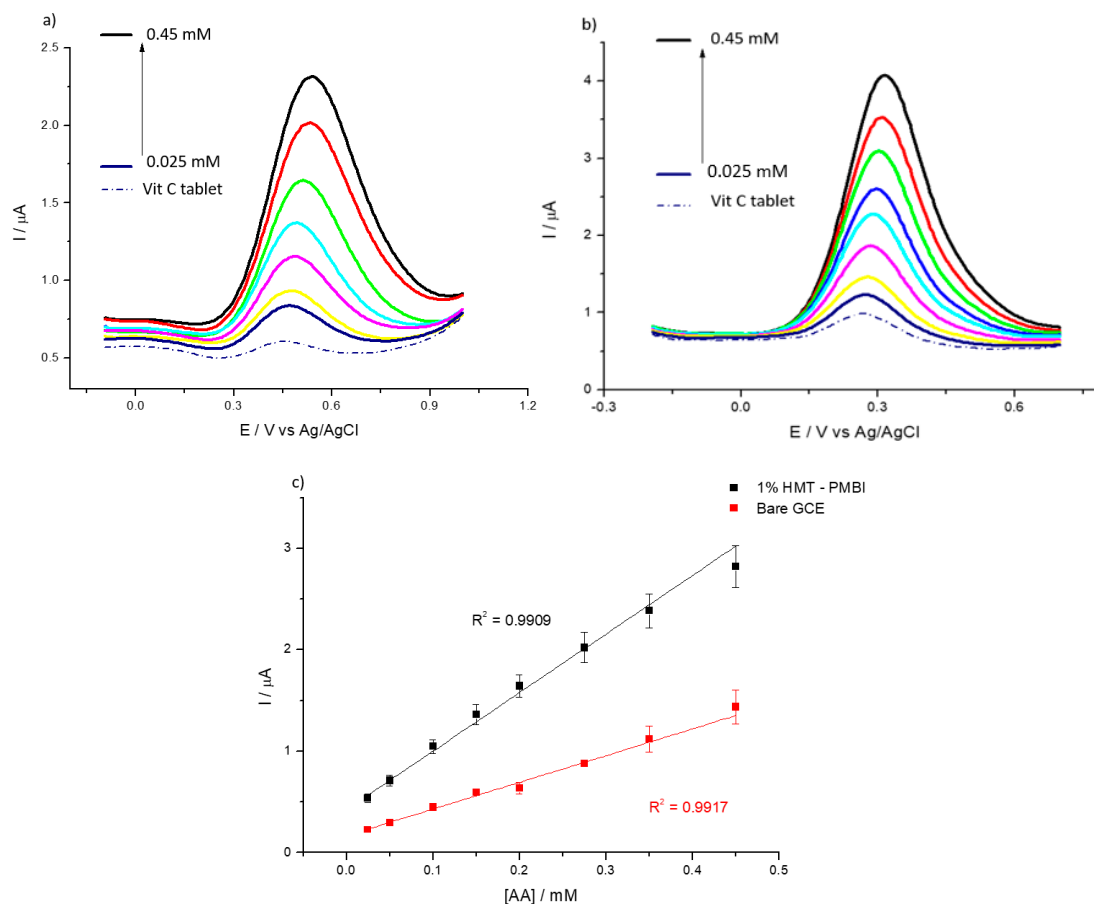 a)
0.45 mM
0.025 mM
Vit C tablet
2.5
2.0
1.5
1.0
0.5
I / μA
0.0
0.3
0.6
0.9
1.2
E / V vs Ag/AgCl
b)
0.45 mM
0.025 mM
Vit C tablet
4
3
2
1
0
I / μA
-0.3
0.0
0.3
0.6
E / V vs Ag/AgCl
c)
1% HMT - PMBI
Bare GCE
3
2
1
0
I / μA
R² = 0.9909
R² = 0.9917
0.0
0.1
0.2
0.3
0.4
0.5
[AA] / mM